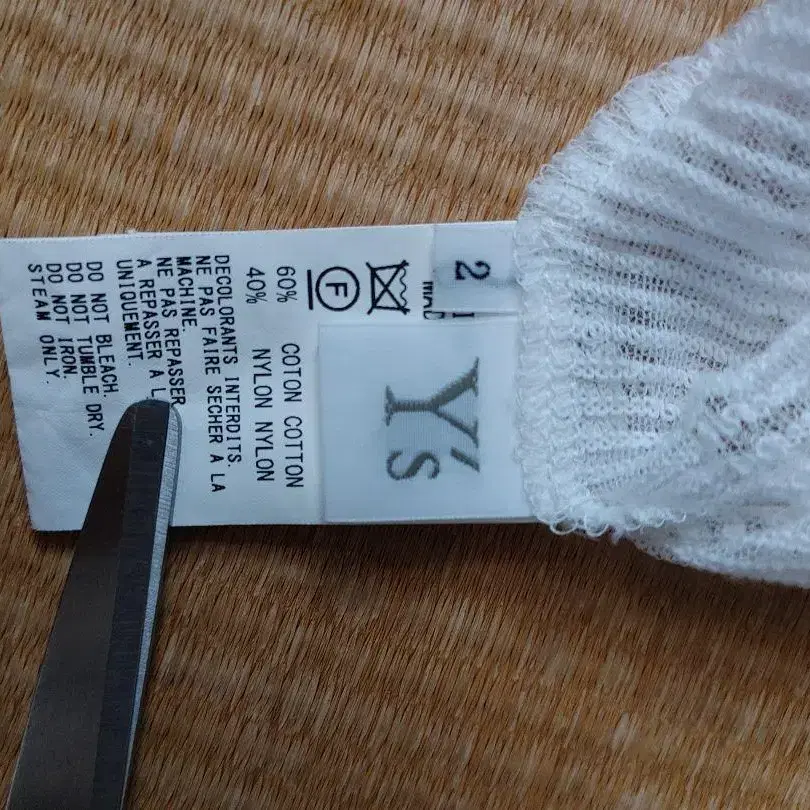 2
MAD
Y's
F
60% COTON COTTON
40% NYLON NYLON
DECOLORANTS INTERDITS.
NE PAS FAIRE SECHER A LA
MACHINE.
NE PAS REPASSER
A REPASSER A L
UNIQUEMENT.
DO NOT BLEACH.
DO NOT TUMBLE DRY.
DO NOT IRON.
STEAM ONLY.